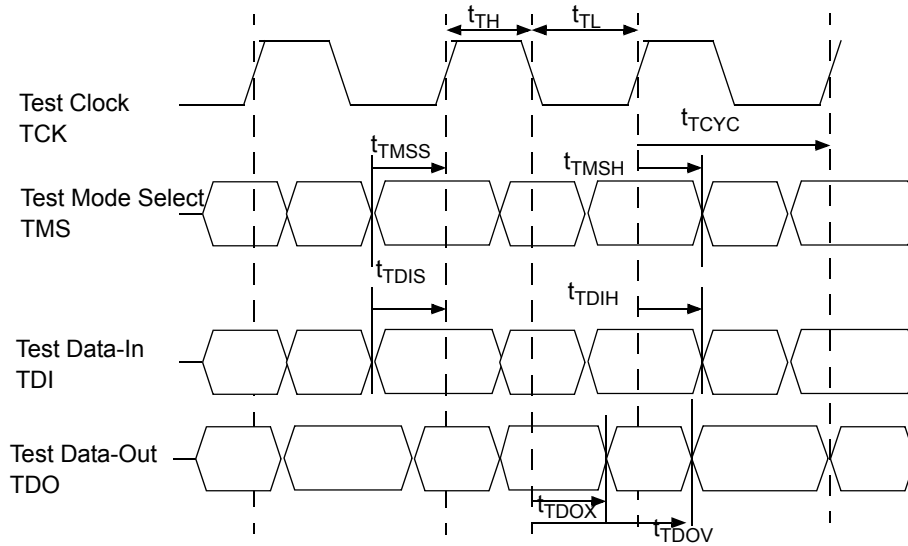 tTH
tTL
Test Clock
TCK
tTCYC
tTMSS
tTMSH
Test Mode Select
TMS
tTDIS
tTDIH
Test Data-In
TDI
Test Data-Out
TDO
tTDOX
tTDOV